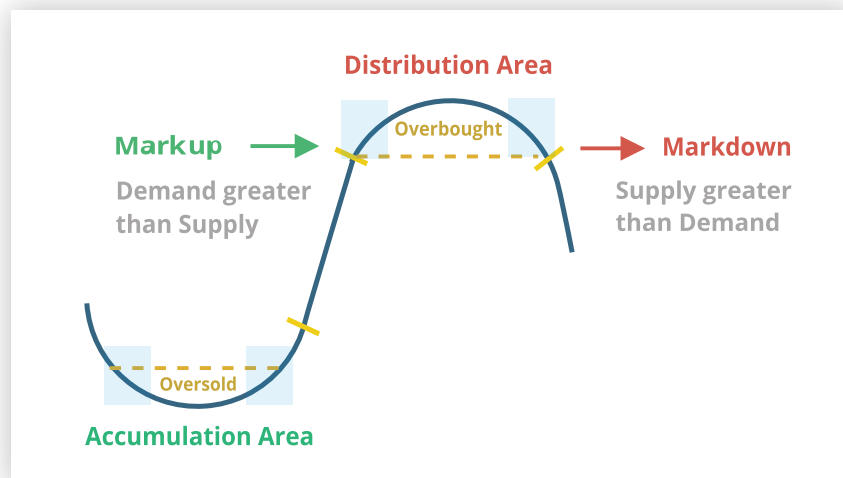 Distribution Area
Overbought
Markup
Markdown
Demand greater
than Supply
Supply greater
than Demand
Oversold
Accumulation Area